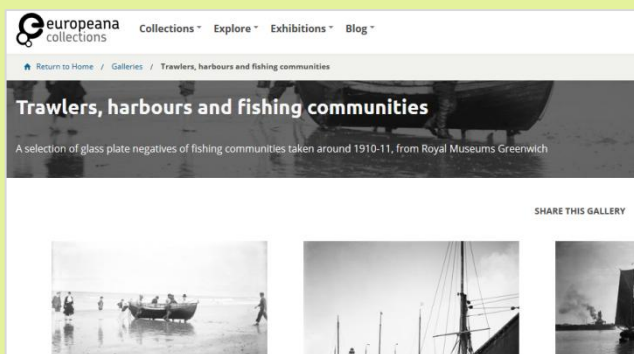 europeana
collections
Collections Explore Exhibitions Blog
Return to Home / Galleries / Trawlers, harbours and fishing communities
Trawlers, harbours and fishing communities
A selection of glass plate negatives of fishing communities taken around 1910-11, from Royal Museums Greenwich
SHARE THIS GALLERY